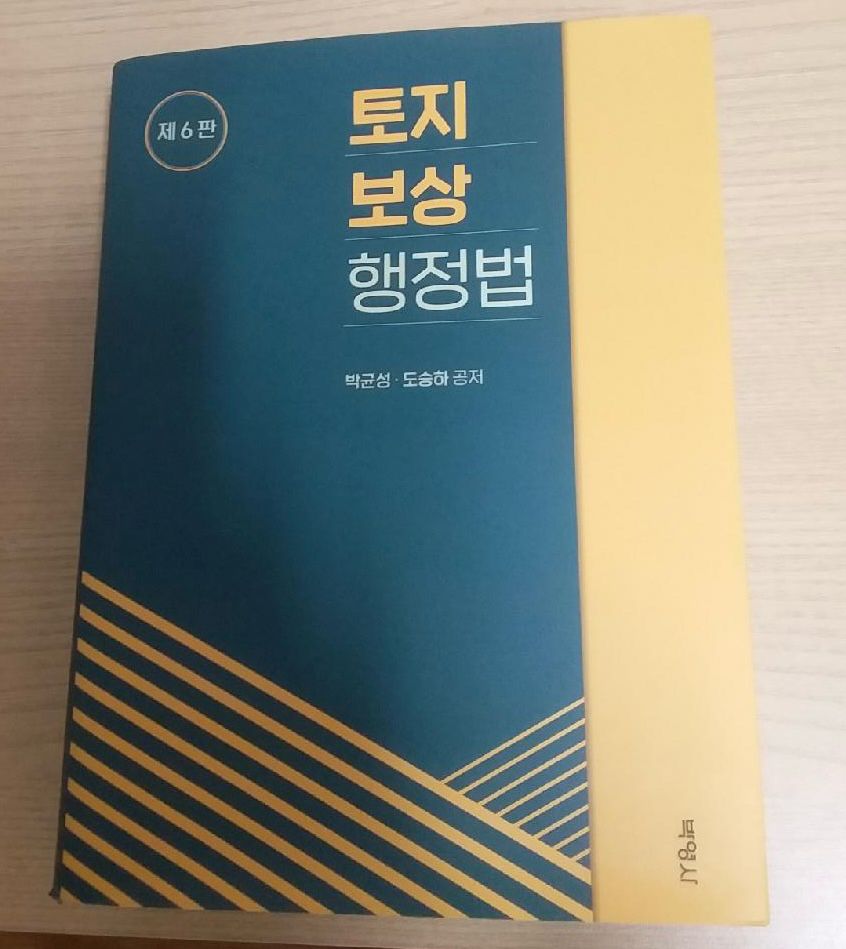 제6판
토지
보상
행정법
박균성·도승하 공저
박영사